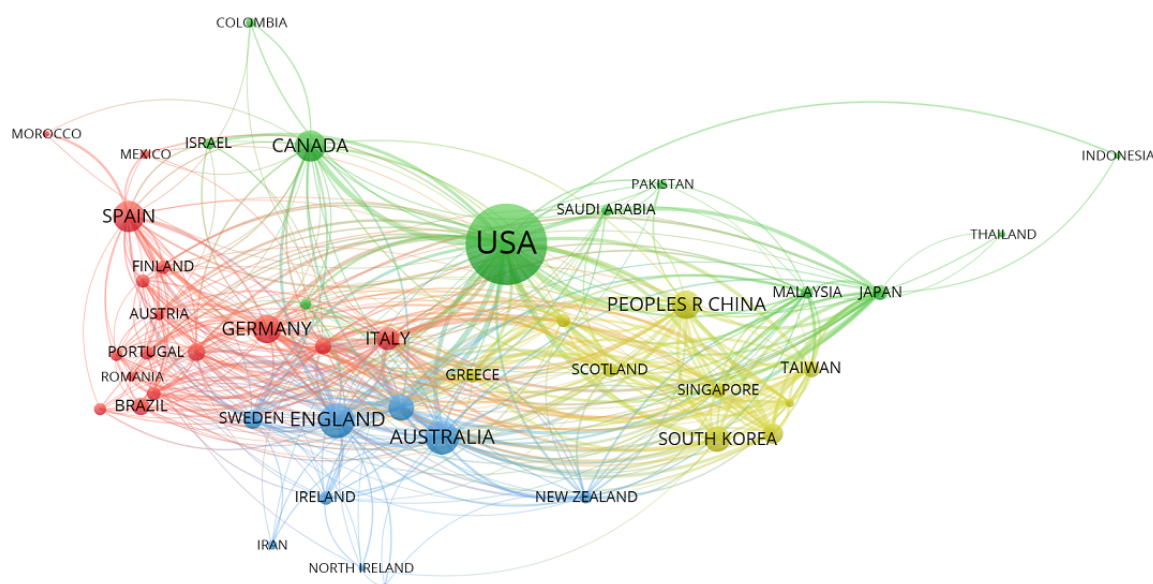 COLOMBIA
MOROCCO
MEXICO
ISRAEL
CANADA
INDONESIA
PAKISTAN
SAUDI ARABIA
SPAIN
USA
THAILAND
FINLAND
MALAYSIA
JAPAN
PEOPLES R CHINA
AUSTRIA
GERMANY
ITALY
PORTUGAL
ROMANIA
GREECE
SCOTLAND
TAIWAN
SINGAPORE
BRAZIL
SWEDEN
ENGLAND
AUSTRALIA
SOUTH KOREA
IRELAND
NEW ZEALAND
IRAN
NORTH IRELAND